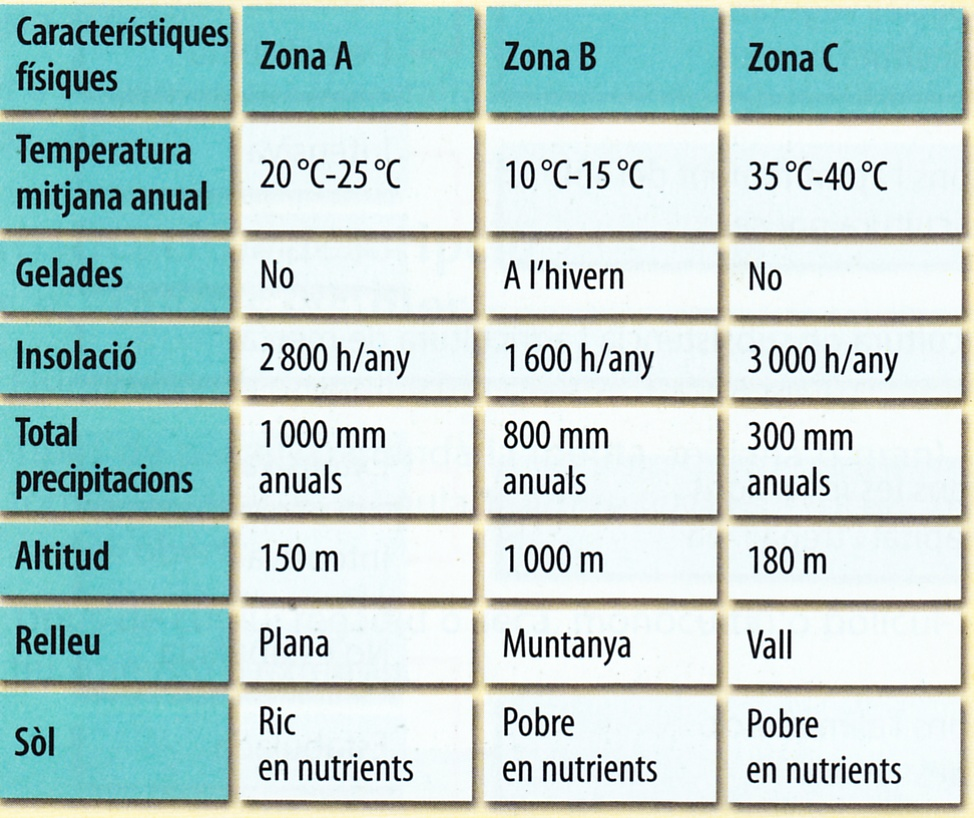 Característiques
físiques
Zona A
Zona B
Zona C
Temperatura
mitjana anual
20 °C-25 °C
10 °C-15 °C
35 °C-40 °C
Gelades
No
A l'hivern
No
Insolació
2 800 h/any
1 600 h/any
3 000 h/any
Total
precipitacions
1 000 mm
anuals
800 mm
anuals
300 mm
anuals
Altitud
150 m
1 000 m
180 m
Relleu
Plana
Muntanya
Vall
Sòl
Ric
en nutrients
Pobre
en nutrients
Pobre
en nutrients